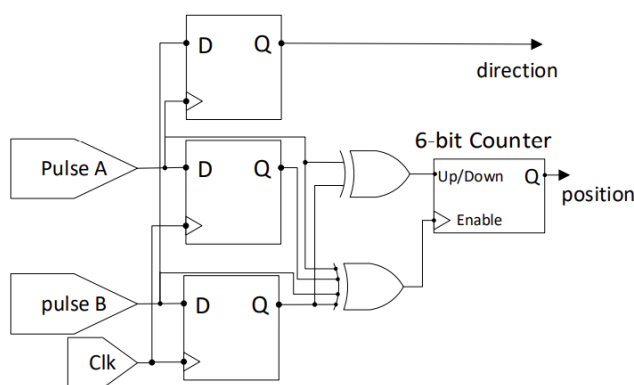 D Q
direction
Pulse A
D Q
6-bit Counter
Up/Down Q
Enable
position
pulse B
D Q
Clk